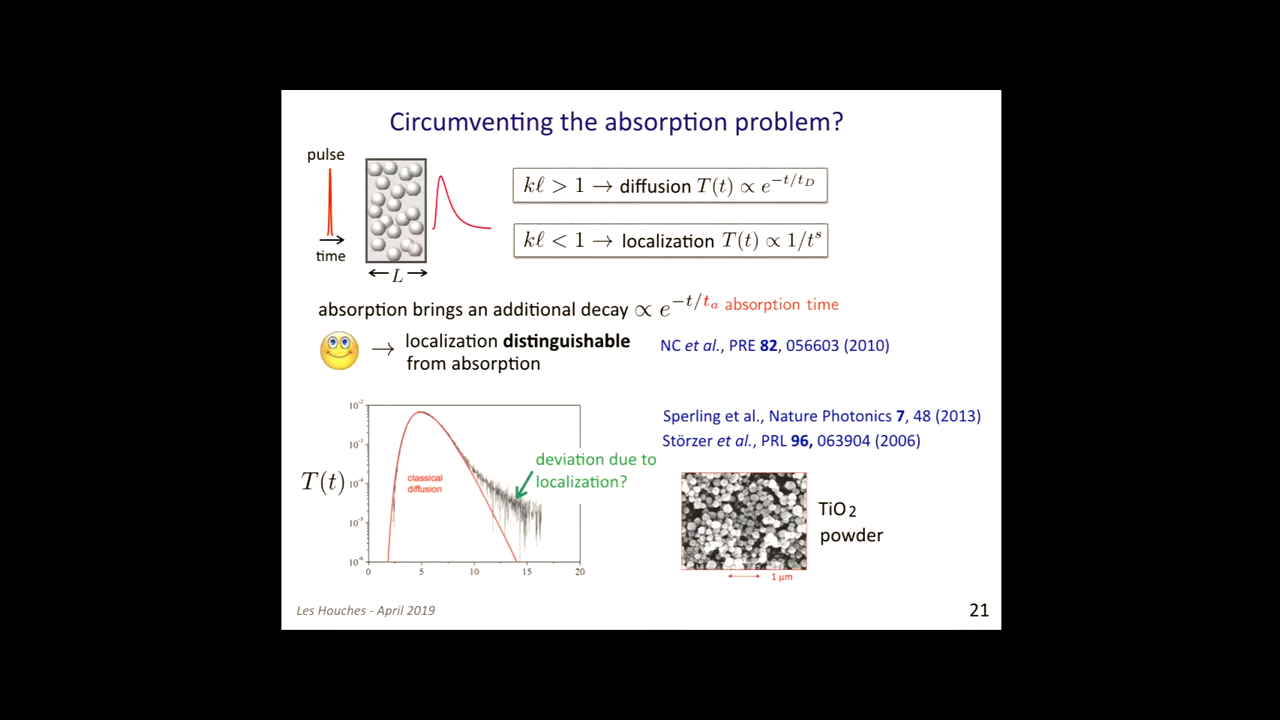 Circumventing the absorption problem?
pulse
time
L
kℓ > 1 → diffusion T(t) ∝ e^{−t/t_D}
kℓ < 1 → localization T(t) ∝ 1/t^s
absorption brings an additional decay ∝ e^{−t/t_a} absorption time
→ localization distinguishable
from absorption
NC et al., PRE 82, 056603 (2010)
Sperling et al., Nature Photonics 7, 48 (2013)
Störzer et al., PRL 96, 063904 (2006)
T(t)
10^{-2}
10^{-3}
10^{-4}
10^{-5}
10^{-6}
0 5 10 15 20
classical
diffusion
deviation due to
localization?
TiO2
powder
1 μm
Les Houches - April 2019
21